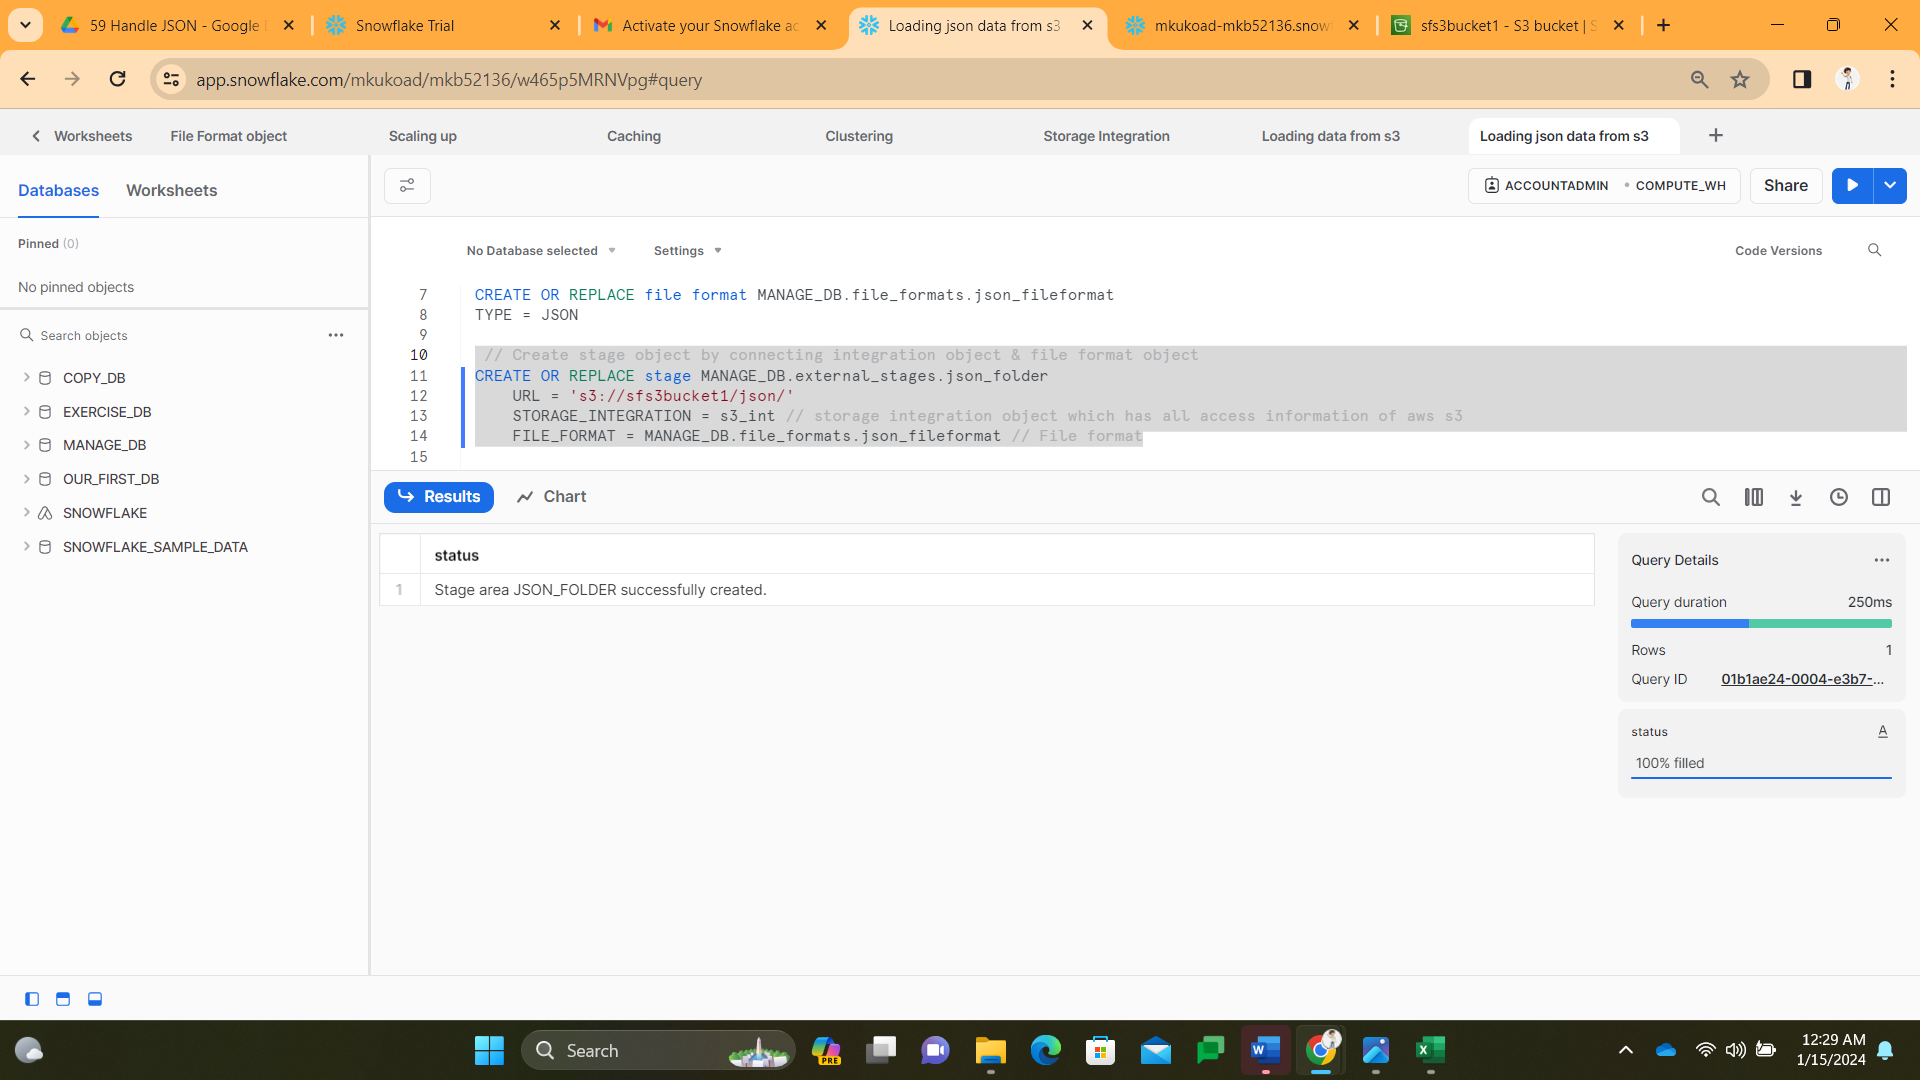 59 Handle JSON - Google
Snowflake Trial
Activate your Snowflake ac
Loading json data from s3
mkukoad-mkb52136.snow
sfs3bucket1 - S3 bucket | S
app.snowflake.com/mkukoad/mkb52136/w465p5MRNVpg#query
Worksheets
File Format object
Scaling up
Caching
Clustering
Storage Integration
Loading data from s3
Loading json data from s3
Databases
Worksheets
ACCOUNTADMIN
COMPUTE_WH
Share
Pinned (0)
No pinned objects
Search objects
COPY_DB
EXERCISE_DB
MANAGE_DB
OUR_FIRST_DB
SNOWFLAKE
SNOWFLAKE_SAMPLE_DATA
No Database selected
Settings
Code Versions
7 CREATE OR REPLACE file format MANAGE_DB.file_formats.json_fileformat
8 TYPE = JSON
9
10 // Create stage object by connecting integration object & file format object
11 CREATE OR REPLACE stage MANAGE_DB.external_stages.json_folder
12 URL = 's3://sfs3bucket1/json/'
13 STORAGE_INTEGRATION = s3_int // storage integration object which has all access information of aws s3
14 FILE_FORMAT = MANAGE_DB.file_formats.json_fileformat // File format
15
Results
Chart
status
1 Stage area JSON_FOLDER successfully created.
Query Details
Query duration 250ms
Rows 1
Query ID 01b1ae24-0004-e3b7-...
status
A
100% filled
Search
PRE
12:29 AM
1/15/2024